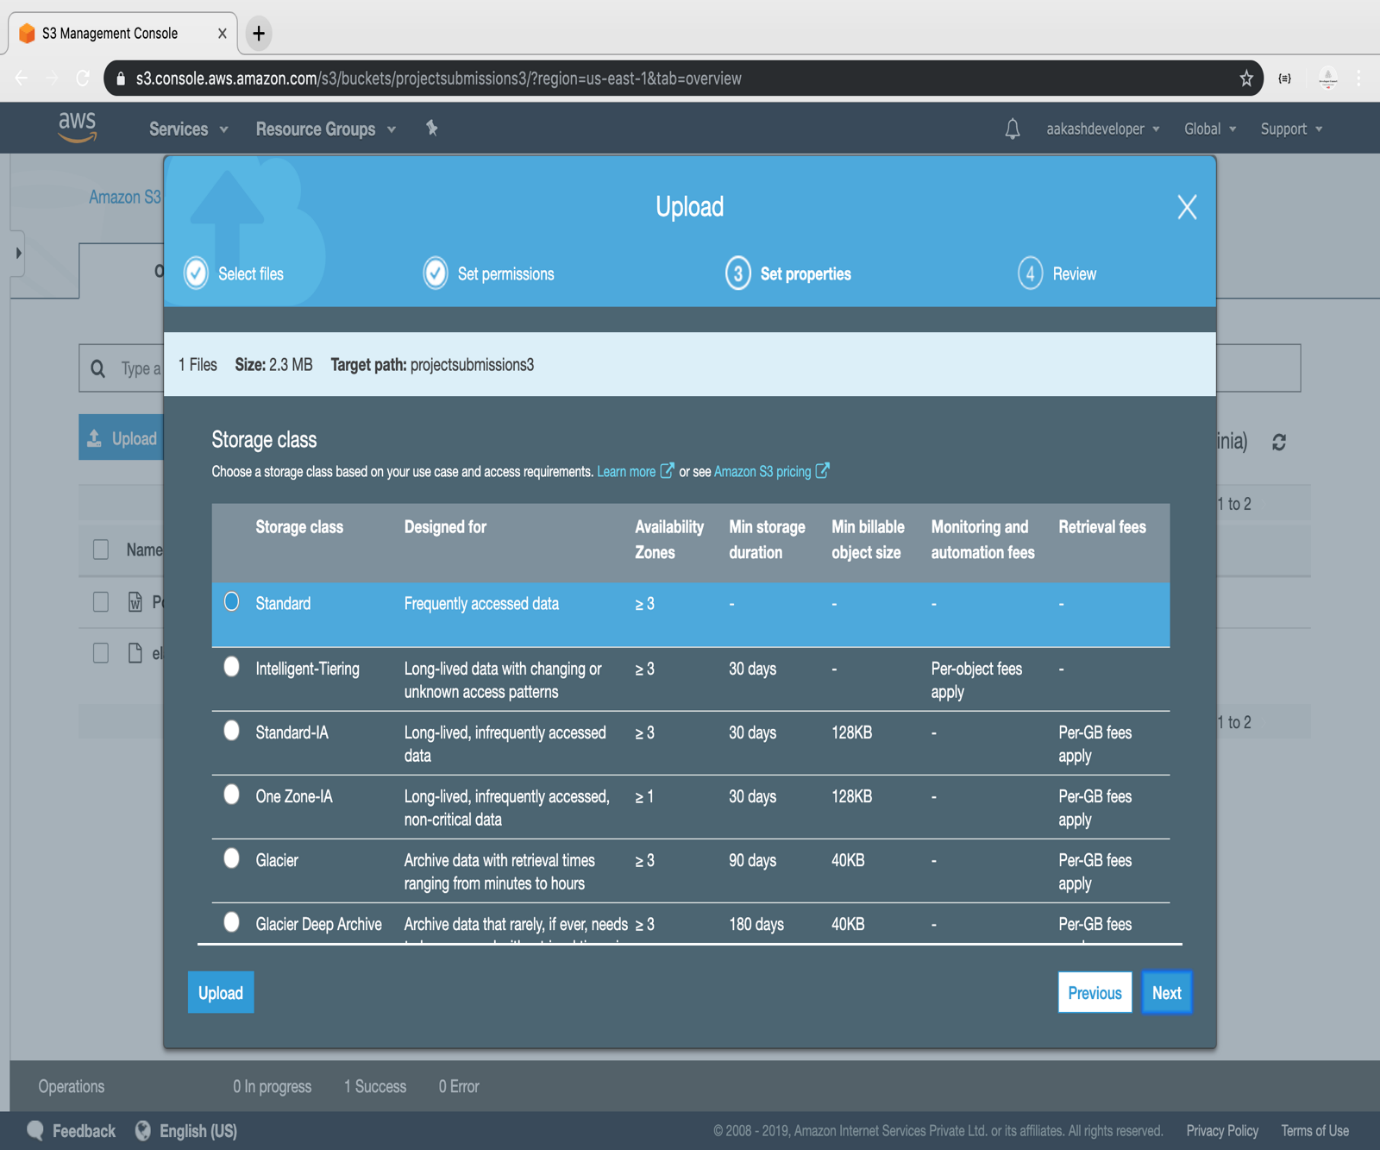 S3 Management Console X +
s3.console.aws.amazon.com/s3/buckets/projectsubmissions3/?region=us-east-1&tab=overview
aws Services Resource Groups aakashdeveloper Global Support
Upload
Amazon S3
Select files Set permissions 3 Set properties 4 Review
1 Files Size: 2.3 MB Target path: projectsubmissions3
Type a
Upload
Storage class
Choose a storage class based on your use case and access requirements. Learn more or see Amazon S3 pricing
1 to 2
Storage class Designed for Availability Zones Min storage duration Min billable object size Monitoring and automation fees Retrieval fees
Name
Standard Frequently accessed data ≥ 3 - - - -
Intelligent-Tiering Long-lived data with changing or unknown access patterns ≥ 3 30 days - Per-object fees apply -
Standard-IA Long-lived, infrequently accessed data ≥ 3 30 days 128KB - Per-GB fees apply
1 to 2
One Zone-IA Long-lived, infrequently accessed, non-critical data ≥ 1 30 days 128KB - Per-GB fees apply
Glacier Archive data with retrieval times ranging from minutes to hours ≥ 3 90 days 40KB - Per-GB fees apply
Glacier Deep Archive Archive data that rarely, if ever, needs ≥ 3 180 days 40KB - Per-GB fees
Upload Previous Next
Operations 0 In progress 1 Success 0 Error
Feedback English (US) © 2008 - 2019, Amazon Internet Services Private Ltd. or its affiliates. All rights reserved. Privacy Policy Terms of Use